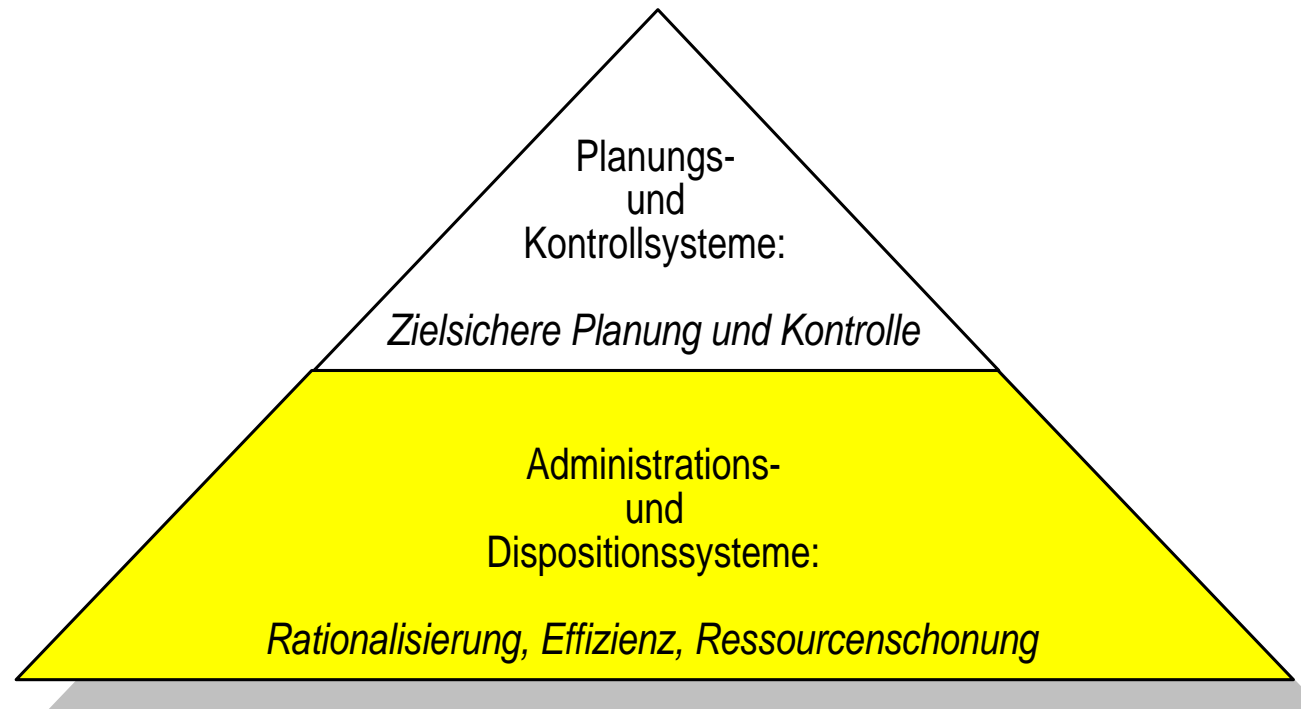 Planungs-
und
Kontrollsysteme:
Zielsichere Planung und Kontrolle
Administrations-
und
Dispositionssysteme:
Rationalisierung, Effizienz, Ressourcenschonung